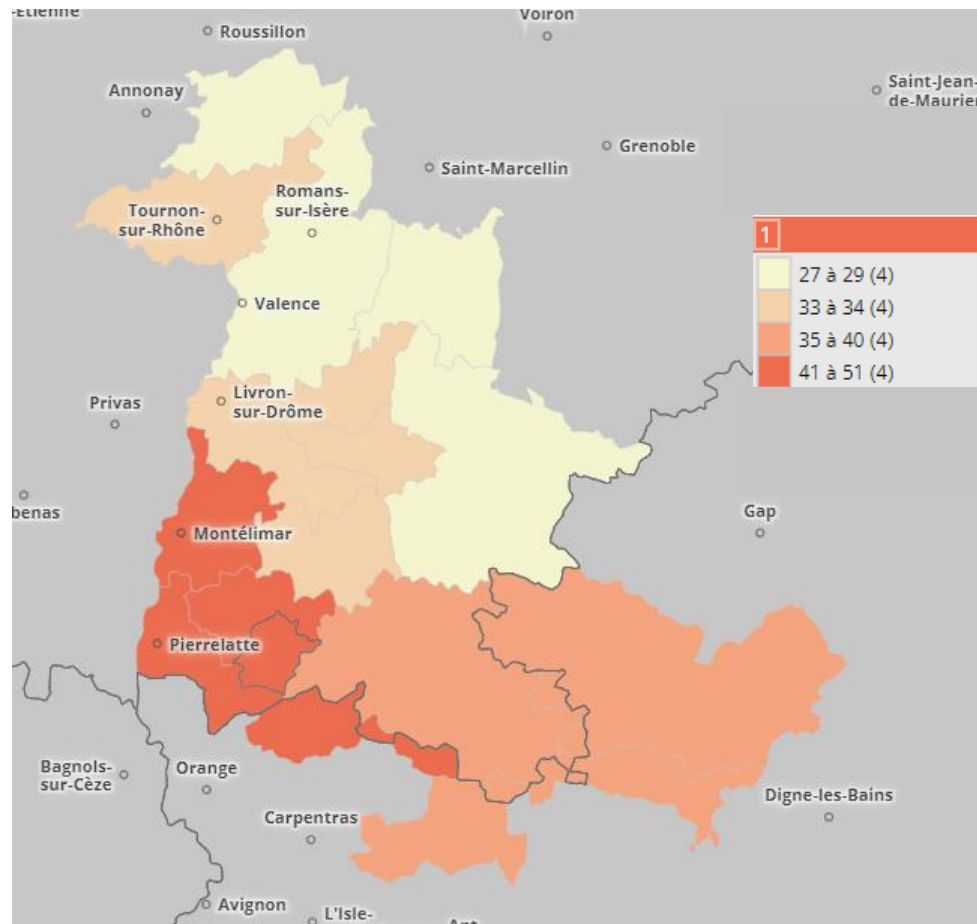 -Étienne
Voiron
Roussillon
Saint-Jean-
de-Maurien
Annonay
Grenoble
Saint-Marcellin
Romans-
sur-Isère
Tournon-
sur-Rhône
1
27 à 29 (4)
33 à 34 (4)
35 à 40 (4)
41 à 51 (4)
Valence
Livron-
sur-Drôme
Privas
benas
Gap
Montélimar
Pierrelatte
Bagnols-
sur-Cèze
Orange
Digne-les-Bains
Carpentras
Avignon
L'Isle-
Apt